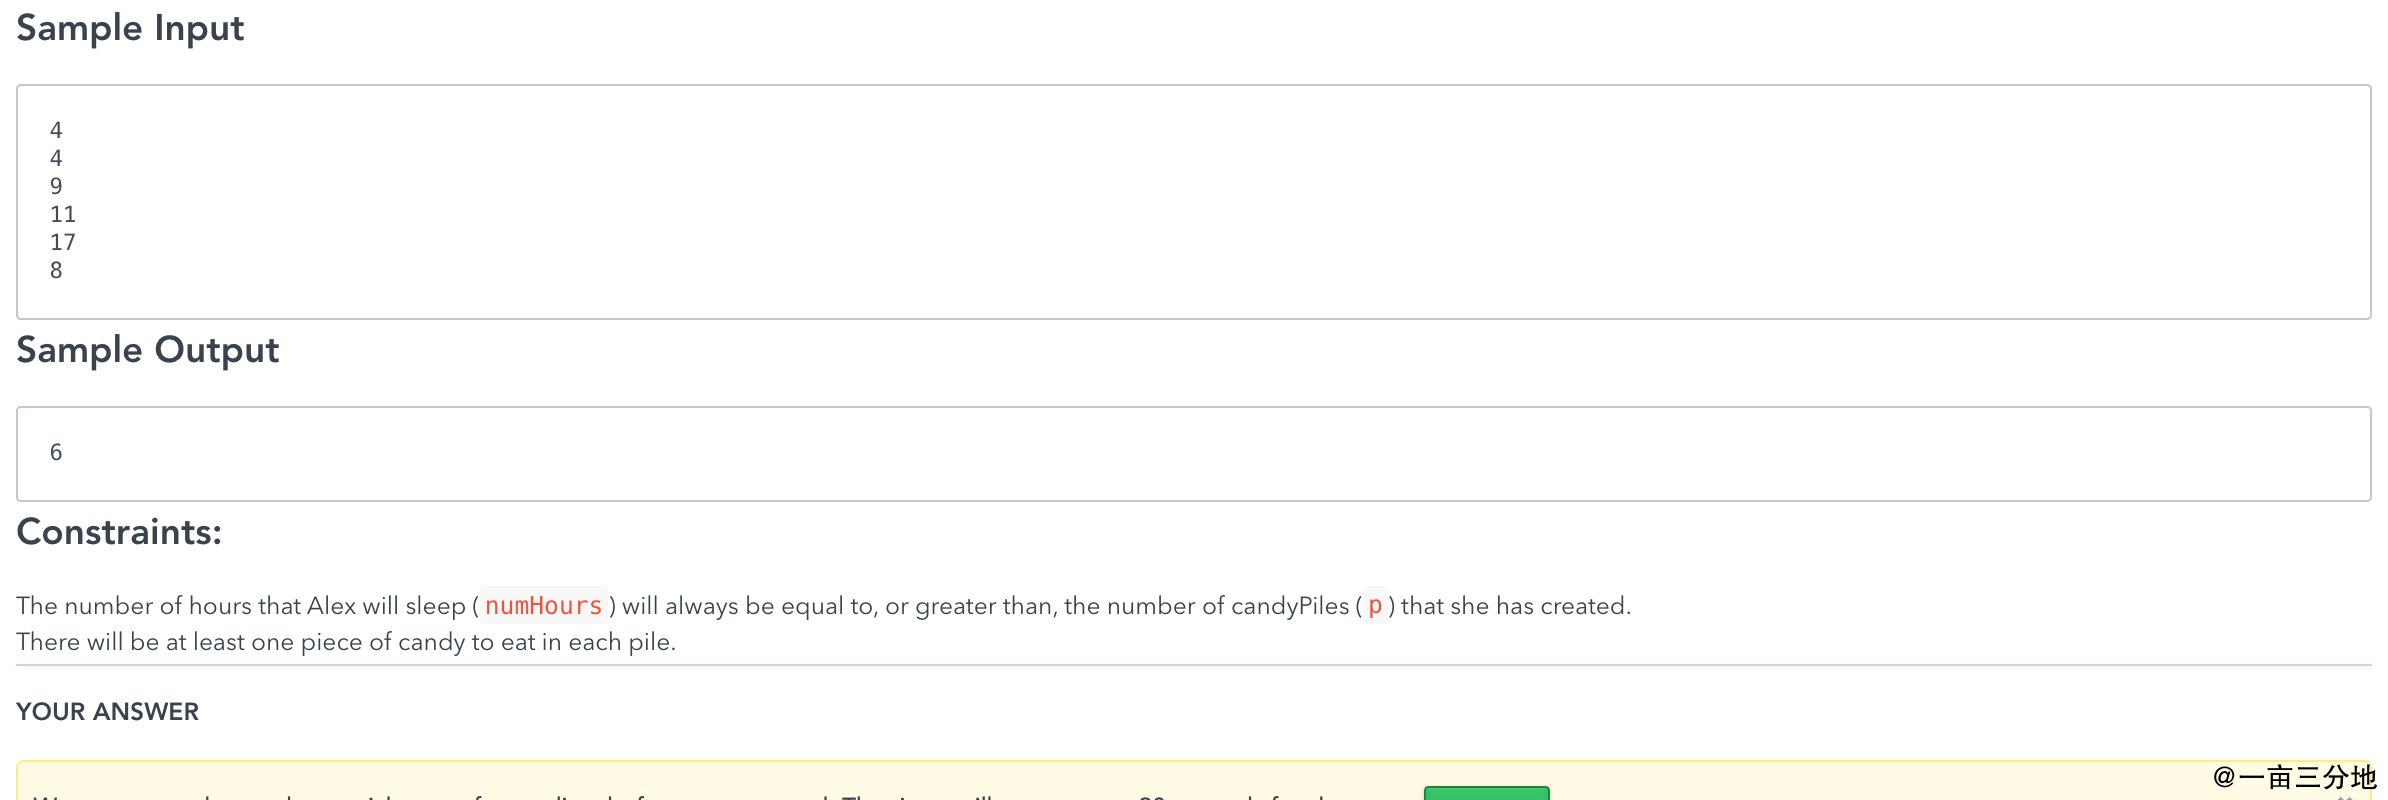 Sample Input
4
4
9
11
17
8
Sample Output
6
Constraints:
The number of hours that Alex will sleep (numHours) will always be equal to, or greater than, the number of candyPiles (p) that she has created.
There will be at least one piece of candy to eat in each pile.
YOUR ANSWER
@一亩三分地